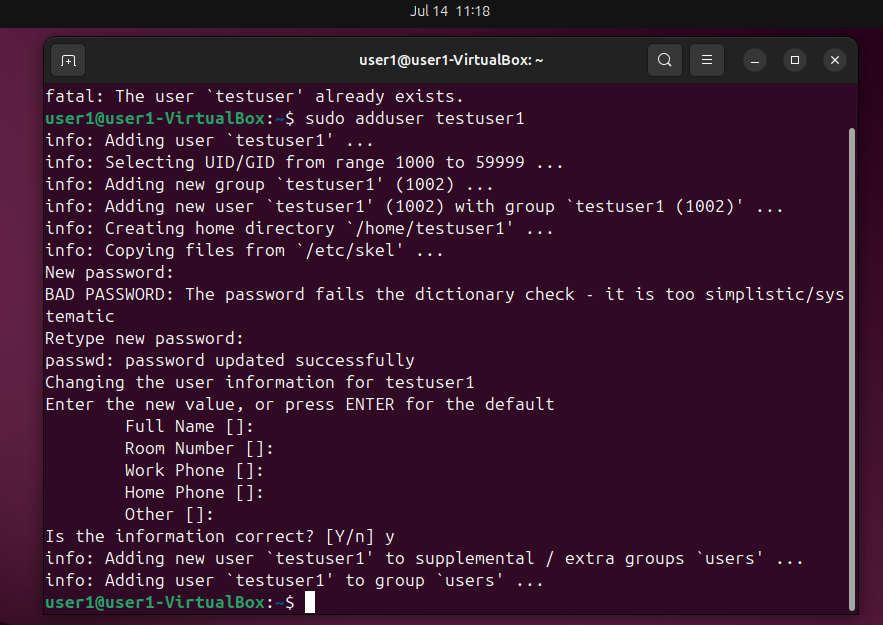 Jul 14 11:18
user1@user1-VirtualBox: ~
fatal: The user `testuser' already exists.
user1@user1-VirtualBox:~$ sudo adduser testuser1
info: Adding user `testuser1' ...
info: Selecting UID/GID from range 1000 to 59999 ...
info: Adding new group `testuser1' (1002) ...
info: Adding new user `testuser1' (1002) with group `testuser1 (1002)' ...
info: Creating home directory `/home/testuser1' ...
info: Copying files from `/etc/skel' ...
New password:
BAD PASSWORD: The password fails the dictionary check - it is too simplistic/sys
tematic
Retype new password:
passwd: password updated successfully
Changing the user information for testuser1
Enter the new value, or press ENTER for the default
        Full Name []:
        Room Number []:
        Work Phone []:
        Home Phone []:
        Other []:
Is the information correct? [Y/n] y
info: Adding new user `testuser1' to supplemental / extra groups `users' ...
info: Adding user `testuser1' to group `users' ...
user1@user1-VirtualBox:~$